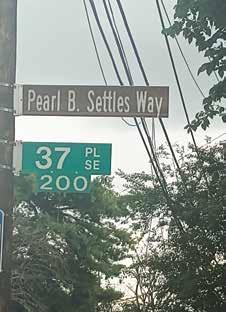 Pearl B. Settles Way
37 PL
SE
200